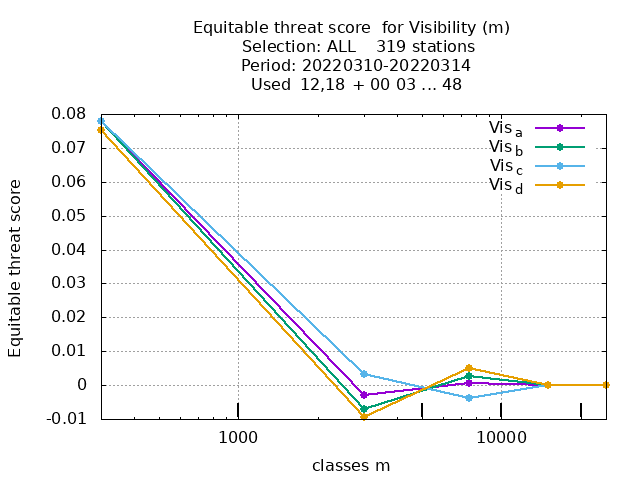 Equitable threat score  for Visibility (m)
Selection: ALL    319 stations
Period: 20220310-20220314
Used  12,18 + 00 03 ... 48
Equitable threat score
0.08
0.07
0.06
0.05
0.04
0.03
0.02
0.01
0
-0.01
Vis a
Vis b
Vis c
Vis d
1000
10000
classes m